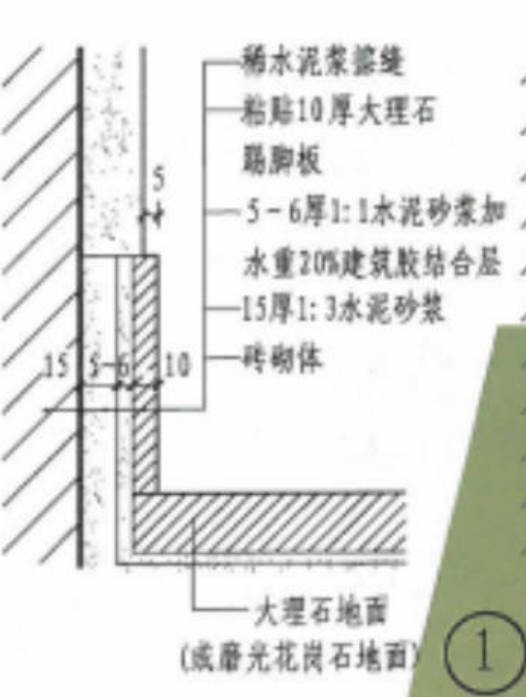 稀水泥浆擦缝
粘贴10厚大理石
踢脚板
5-6厚1:1水泥砂浆加
水重20%建筑胶结合层
15厚1:3水泥砂浆
砖砌体
5
15 5-6 10
大理石地面
(或磨光花岗石地面)
1